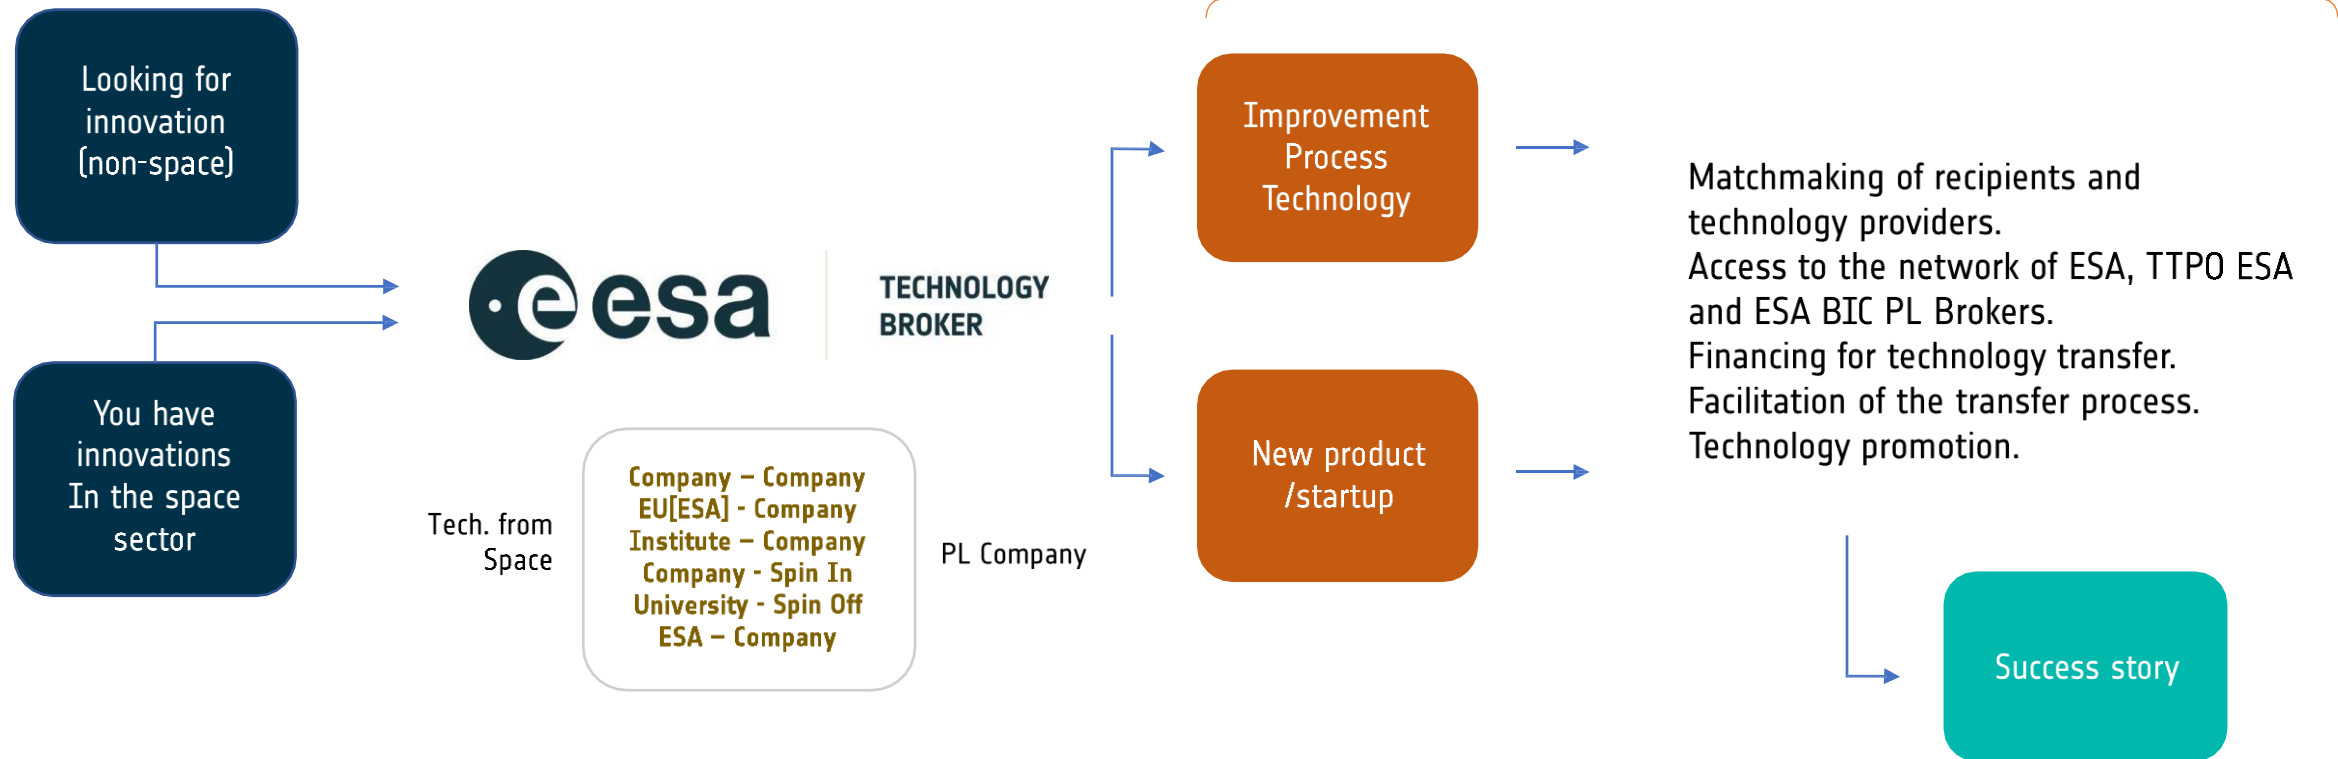 Looking for
innovation
(non-space)
You have
innovations
In the space
sector
esa
TECHNOLOGY
BROKER
Tech. from
Space
Company – Company
EU[ESA] - Company
Institute – Company
Company - Spin In
University - Spin Off
ESA – Company
PL Company
Improvement
Process
Technology
New product
/startup
Matchmaking of recipients and
technology providers.
Access to the network of ESA, TTPO ESA
and ESA BIC PL Brokers.
Financing for technology transfer.
Facilitation of the transfer process.
Technology promotion.
Success story